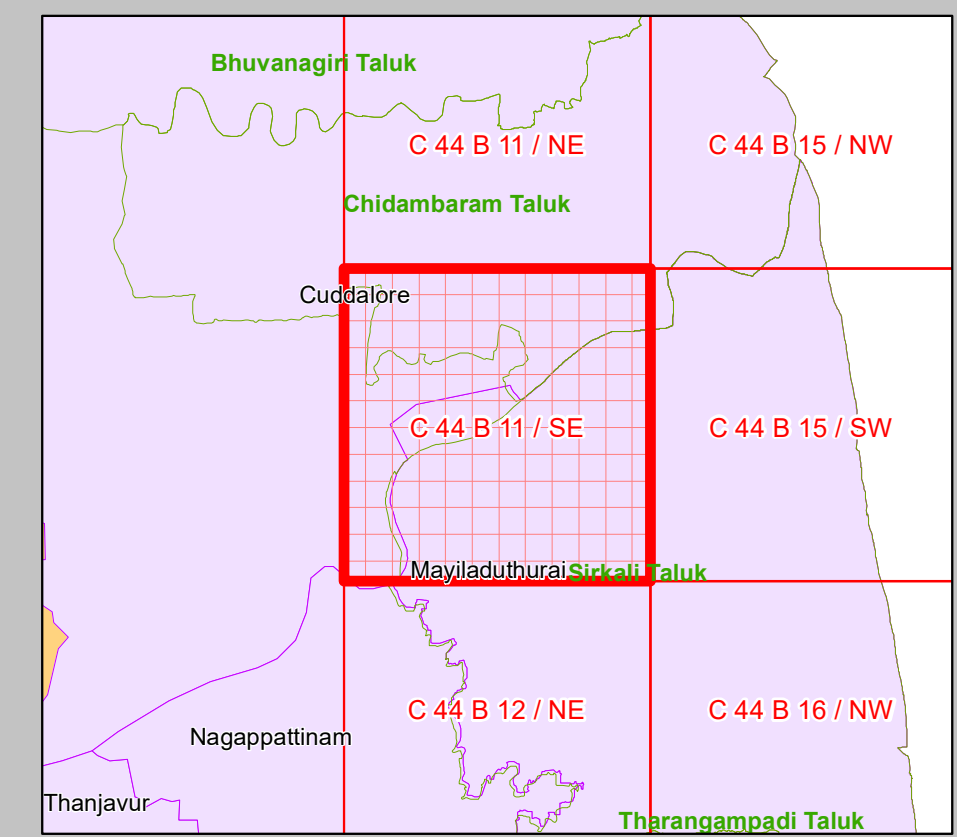 Bhuvanagiri Taluk
C 44 B 11 / NE
C 44 B 15 / NW
Chidambaram Taluk
Cuddalore
C 44 B 11 / SE
C 44 B 15 / SW
Mayiladuthurai
Sirkali Taluk
C 44 B 12 / NE
C 44 B 16 / NW
Nagappattinam
Thanjavur
Tharangampadi Taluk